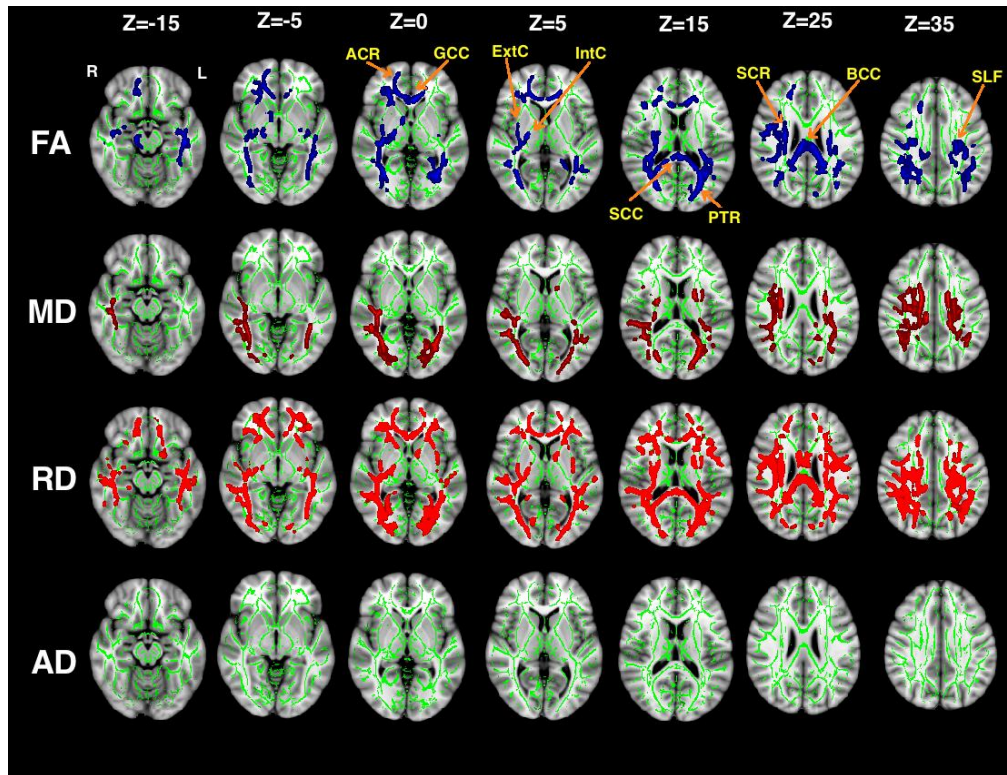 Z=-15 Z=-5 Z=0 Z=5 Z=15 Z=25 Z=35
ACR GCC ExtC IntC
R L SCR BCC SLF
FA
SCC PTR
MD
RD
AD